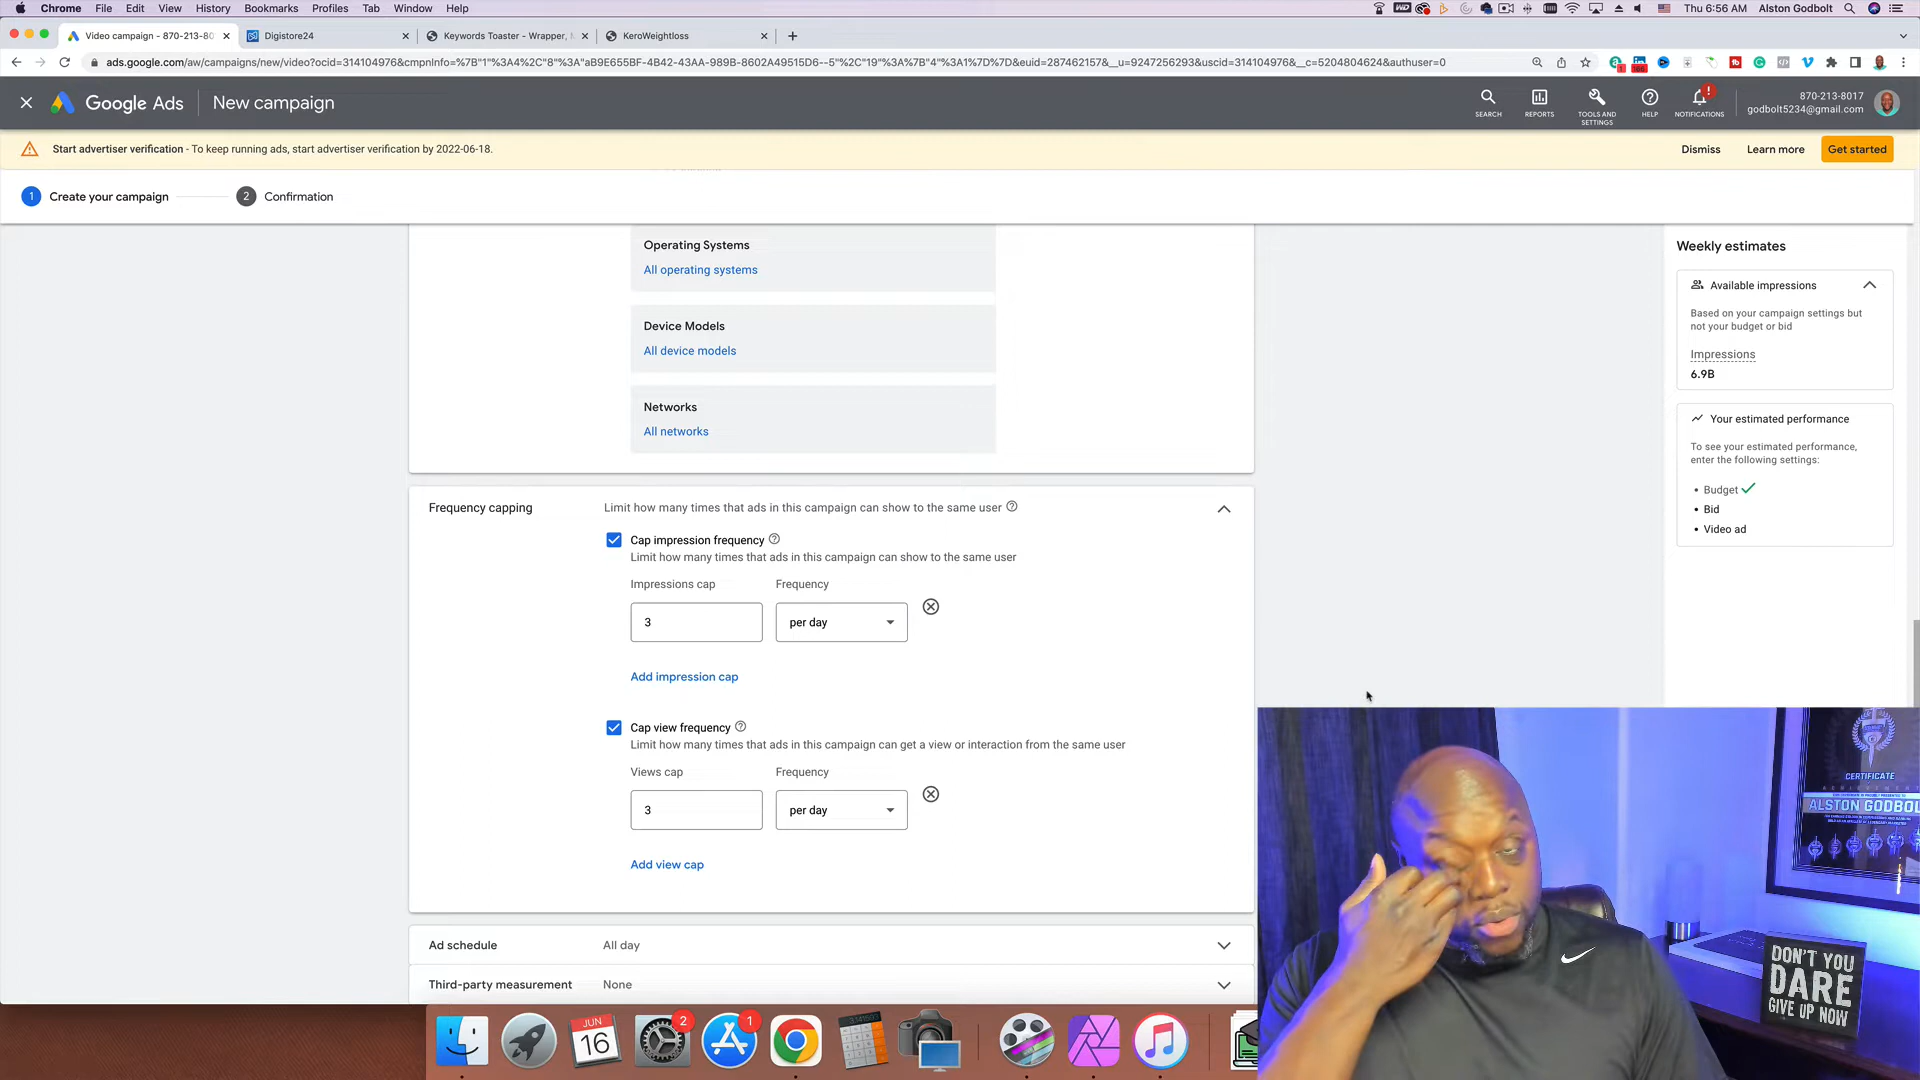 Chrome File Edit View History Bookmarks Profiles Tab Window Help
Thu 6:56 AM Alston Godbolt
Video campaign - 870-213-80
Digistore24
Keywords Toaster - Wrapper,
KeroWeightloss
ads.google.com/aw/campaigns/new/video?ocid=314104976&cmpnInfo=%7B"1"%3A4%2C"8"%3A"aB9E655BF-4B42-43AA-989B-8602A49515D6--5"%2C"19"%3A%7B"4"%3A1%7D%7D&euid=287462157&__u=9247256293&uscid=314104976&__c=5204804624&authuser=0
Google Ads
New campaign
SEARCH
REPORTS
TOOLS AND SETTINGS
HELP
NOTIFICATIONS
870-213-8017
godbolt5234@gmail.com
Start advertiser verification - To keep running ads, start advertiser verification by 2022-06-18.
Dismiss
Learn more
Get started
1 Create your campaign
2 Confirmation
Operating Systems
All operating systems
Device Models
All device models
Networks
All networks
Frequency capping
Limit how many times that ads in this campaign can show to the same user
Cap impression frequency
Limit how many times that ads in this campaign can show to the same user
Impressions cap
Frequency
3
per day
Add impression cap
Cap view frequency
Limit how many times that ads in this campaign can get a view or interaction from the same user
Views cap
Frequency
3
per day
Add view cap
Ad schedule
All day
Third-party measurement
None
Weekly estimates
Available impressions
Based on your campaign settings but
not your budget or bid
Impressions
6.9B
Your estimated performance
To see your estimated performance,
enter the following settings:
Budget
Bid
Video ad
CERTIFICATE
ALSTON GODBOL
DON'T YOU
DARE
GIVE UP NOW
JUN
16
2
1